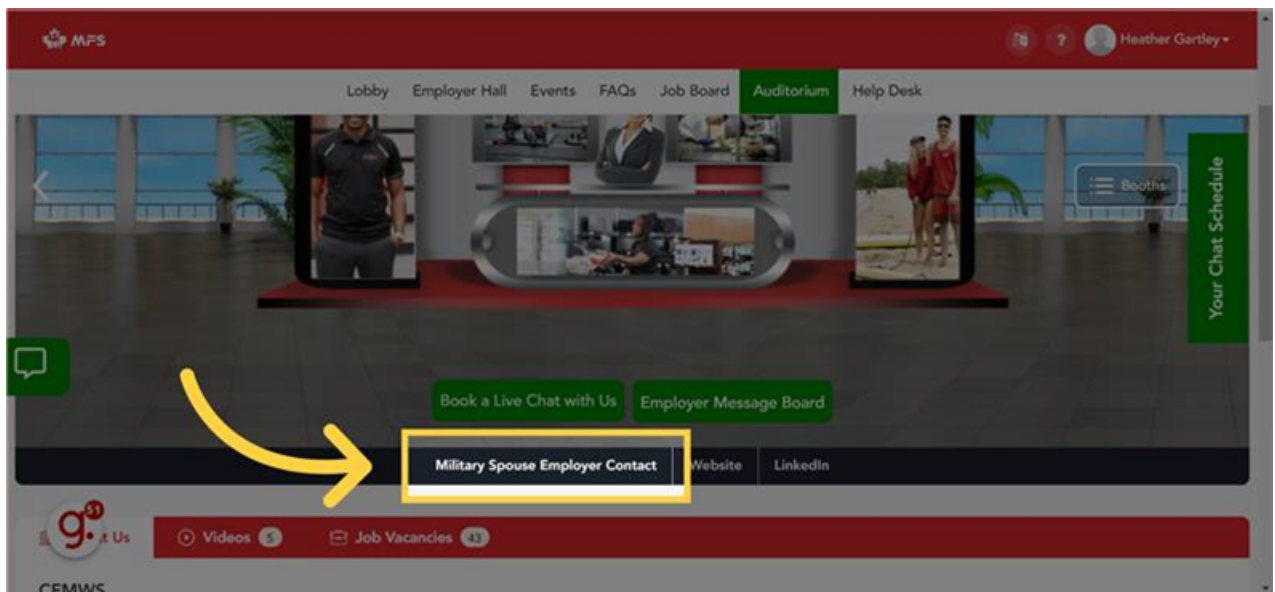 MFS
? Heather Gartley
Lobby Employer Hall Events FAQs Job Board Auditorium Help Desk
Booths
Your Chat Schedule
Book a Live Chat with Us Employer Message Board
Military Spouse Employer Contact Website LinkedIn
g. 51
t Us Videos 5 Job Vacancies 43
CFMWS